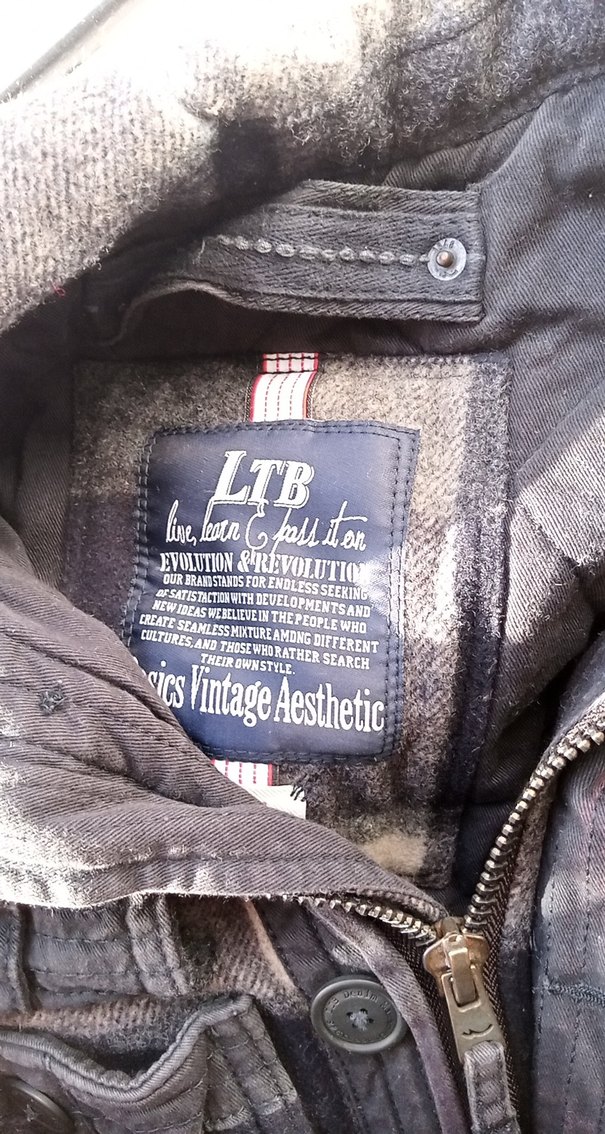 LTB
live, learn & pass it on
EVOLUTION & REVOLUTIO
OUR BRAND STANDS FOR ENDLESS SEEKING
OF SATISTACTION WITH DEVELOPMENTS AND
NEW IDEAS WE BELIEVE IN THE PEOPLE WHO
CREATE SEAMLESS MIXTURE AMONG DIFFERENT
CULTURES, AND THOSE WHO RATHER SEARCH
THEIR OWN STYLE.
sics Vintage Aesthetic